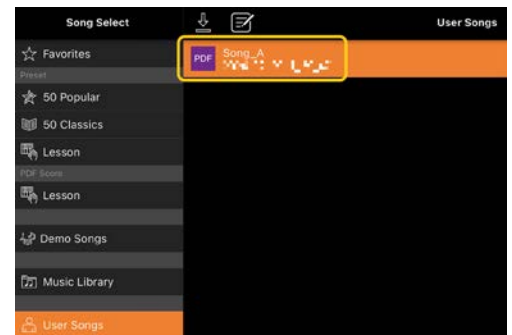 Song Select
User Songs
Favorites
Preset
50 Popular
50 Classics
Lesson
PDF Score
Lesson
Demo Songs
Music Library
User Songs
PDF
Song_A